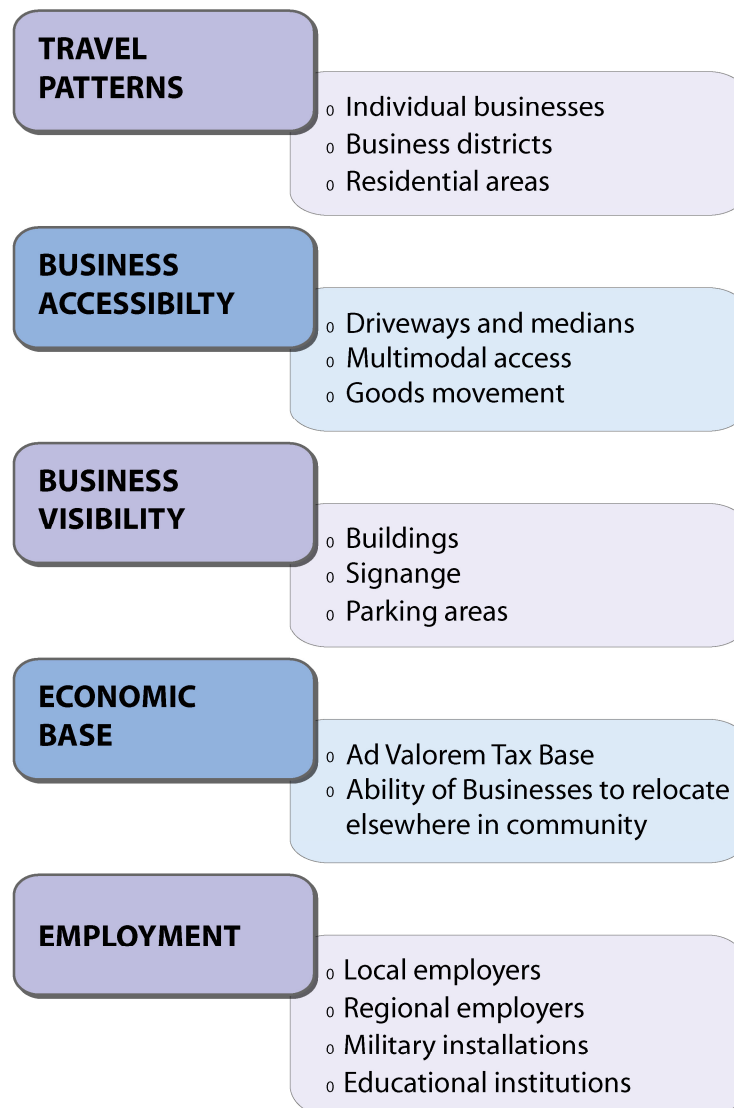 TRAVEL
PATTERNS
o Individual businesses
o Business districts
o Residential areas
BUSINESS
ACCESSIBILTY
o Driveways and medians
o Multimodal access
o Goods movement
BUSINESS
VISIBILITY
o Buildings
o Signange
o Parking areas
ECONOMIC
BASE
o Ad Valorem Tax Base
o Ability of Businesses to relocate
elsewhere in community
EMPLOYMENT
o Local employers
o Regional employers
o Military installations
o Educational institutions